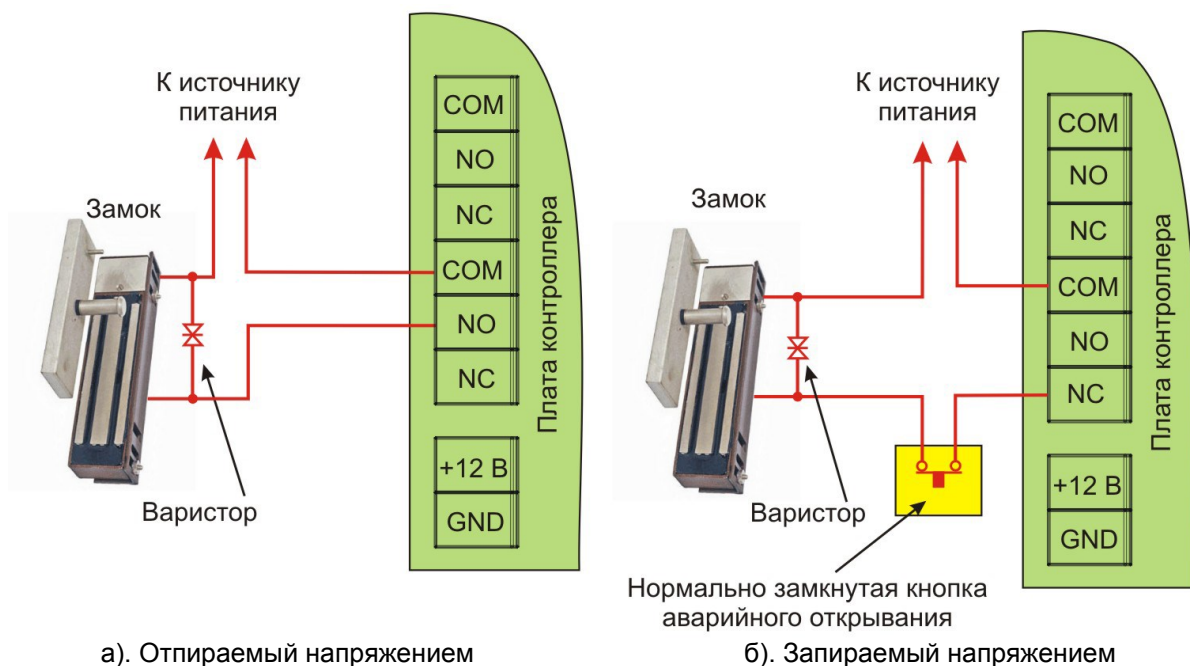 К источнику
питания
Замок
Варистор
COM
NO
NC
COM
NO
NC
+12 В
GND
Плата контроллера
а). Отпираемый напряжением
К источнику
питания
Замок
Варистор
Нормально замкнутая кнопка
аварийного открывания
COM
NO
NC
COM
NO
NC
+12 В
GND
Плата контроллера
б). Запираемый напряжением